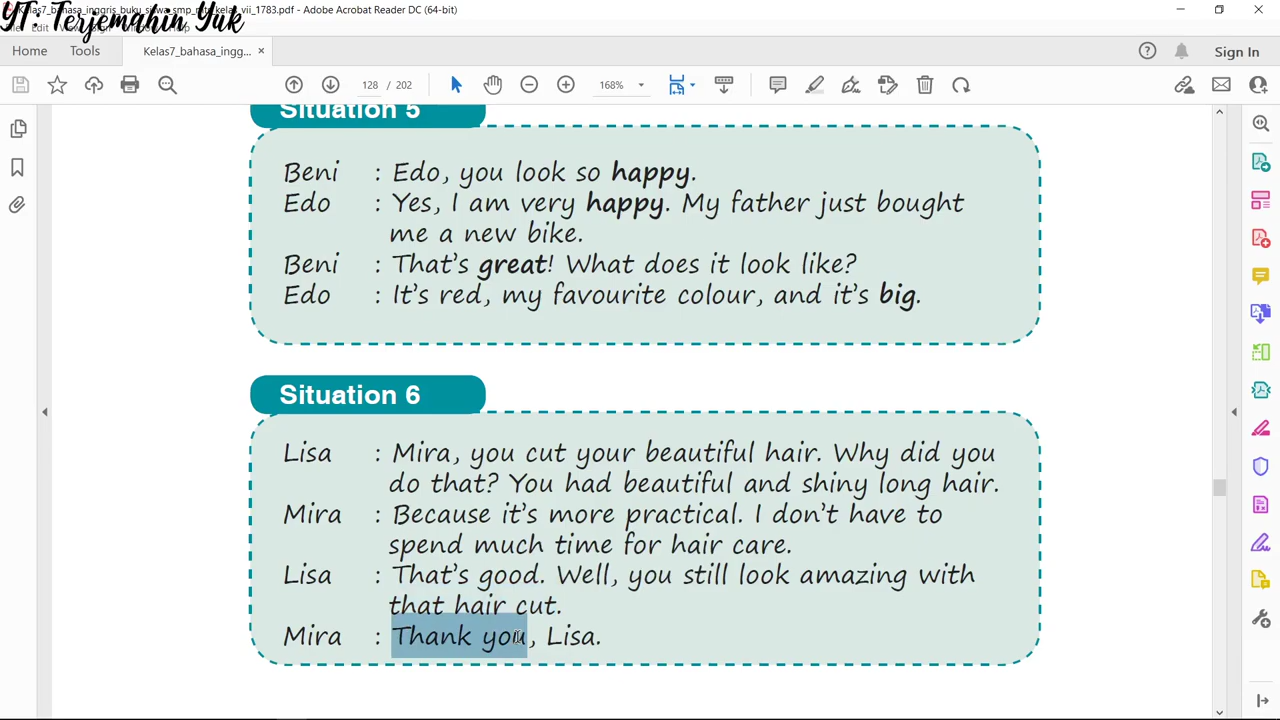 YT: Terjemahin Yuk
Adobe Acrobat Reader DC (64-bit)
Home
Tools
Kelas7_bahasa_ingg... ×
Sign In
128 / 202
168%
Situation 5
Beni : Edo, you look so happy.
Edo : Yes, I am very happy. My father just bought
me a new bike.
Beni : That's great! What does it look like?
Edo : It's red, my favourite colour, and it's big.
Situation 6
Lisa : Mira, you cut your beautiful hair. Why did you
do that? You had beautiful and shiny long hair.
Mira : Because it's more practical. I don't have to
spend much time for hair care.
Lisa : That's good. Well, you still look amazing with
that hair cut.
Mira : Thank you, Lisa.